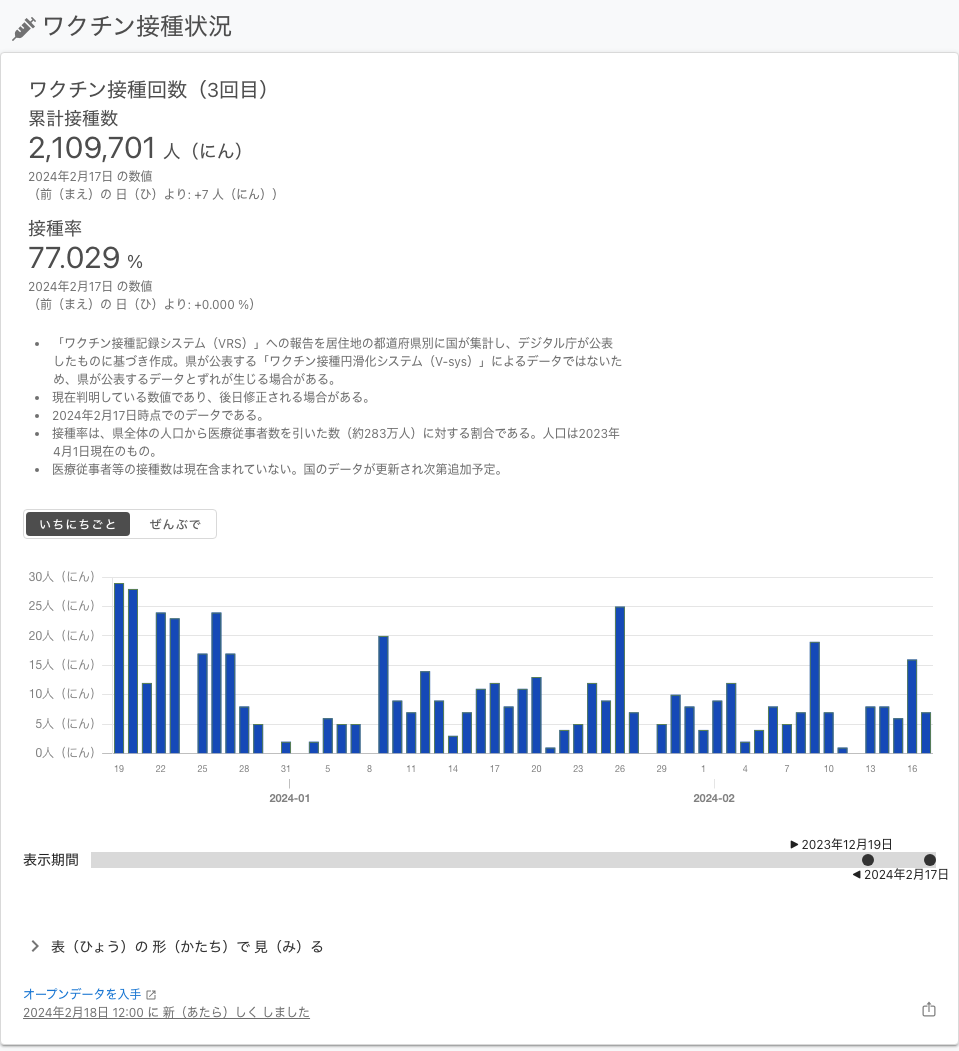 ワクチン接種状況
ワクチン接種回数（3回目）
累計接種数
2,109,701 人（にん）
2024年2月17日 の数値
（前（まえ）の 日（ひ）より: +7 人（にん））
接種率
77.029 %
2024年2月17日 の数値
（前（まえ）の 日（ひ）より: +0.000 %）
• 「ワクチン接種記録システム（VRS）」への報告を居住地の都道府県別に国が集計し、デジタル庁が公表
したものに基づき作成。県が公表する「ワクチン接種円滑化システム（V-sys）」によるデータではないた
め、県が公表するデータとずれが生じる場合がある。
• 現在判明している数値であり、後日修正される場合がある。
• 2024年2月17日時点でのデータである。
• 接種率は、県全体の人口から医療従事者数を引いた数（約283万人）に対する割合である。人口は2023年
4月1日現在のもの。
• 医療従事者等の接種数は現在含まれていない。国のデータが更新され次第追加予定。
いちにちごと ぜんぶで
30人（にん）
25人（にん）
20人（にん）
15人（にん）
10人（にん）
5人（にん）
0人（にん）
19 22 25 28 31 5 8 11 14 17 20 23 26 29 1 4 7 10 13 16
2024-01 2024-02
▶ 2023年12月19日
表示期間
◀ 2024年2月17日
表（ひょう）の 形（かたち）で 見（み）る
オープンデータを入手
2024年2月18日 12:00 に 新（あたら）しく しました